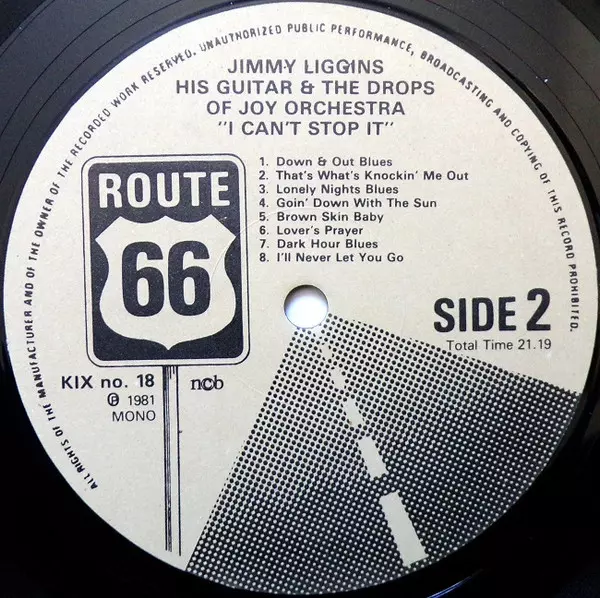 ALL RIGHTS OF THE MANUFACTURER AND OF THE OWNER OF THE RECORDED WORK RESERVED. UNAUTHORIZED PUBLIC PERFORMANCE, BROADCASTING AND COPYING OF THIS RECORD PROHIBITED.
JIMMY LIGGINS
HIS GUITAR & THE DROPS
OF JOY ORCHESTRA
"I CAN'T STOP IT"
1. Down & Out Blues
2. That's What's Knockin' Me Out
3. Lonely Nights Blues
4. Goin' Down With The Sun
5. Brown Skin Baby
6. Lover's Prayer
7. Dark Hour Blues
8. I'll Never Let You Go
ROUTE
66
SIDE 2
Total Time 21.19
KIX no. 18
ncb
℗ 1981
MONO